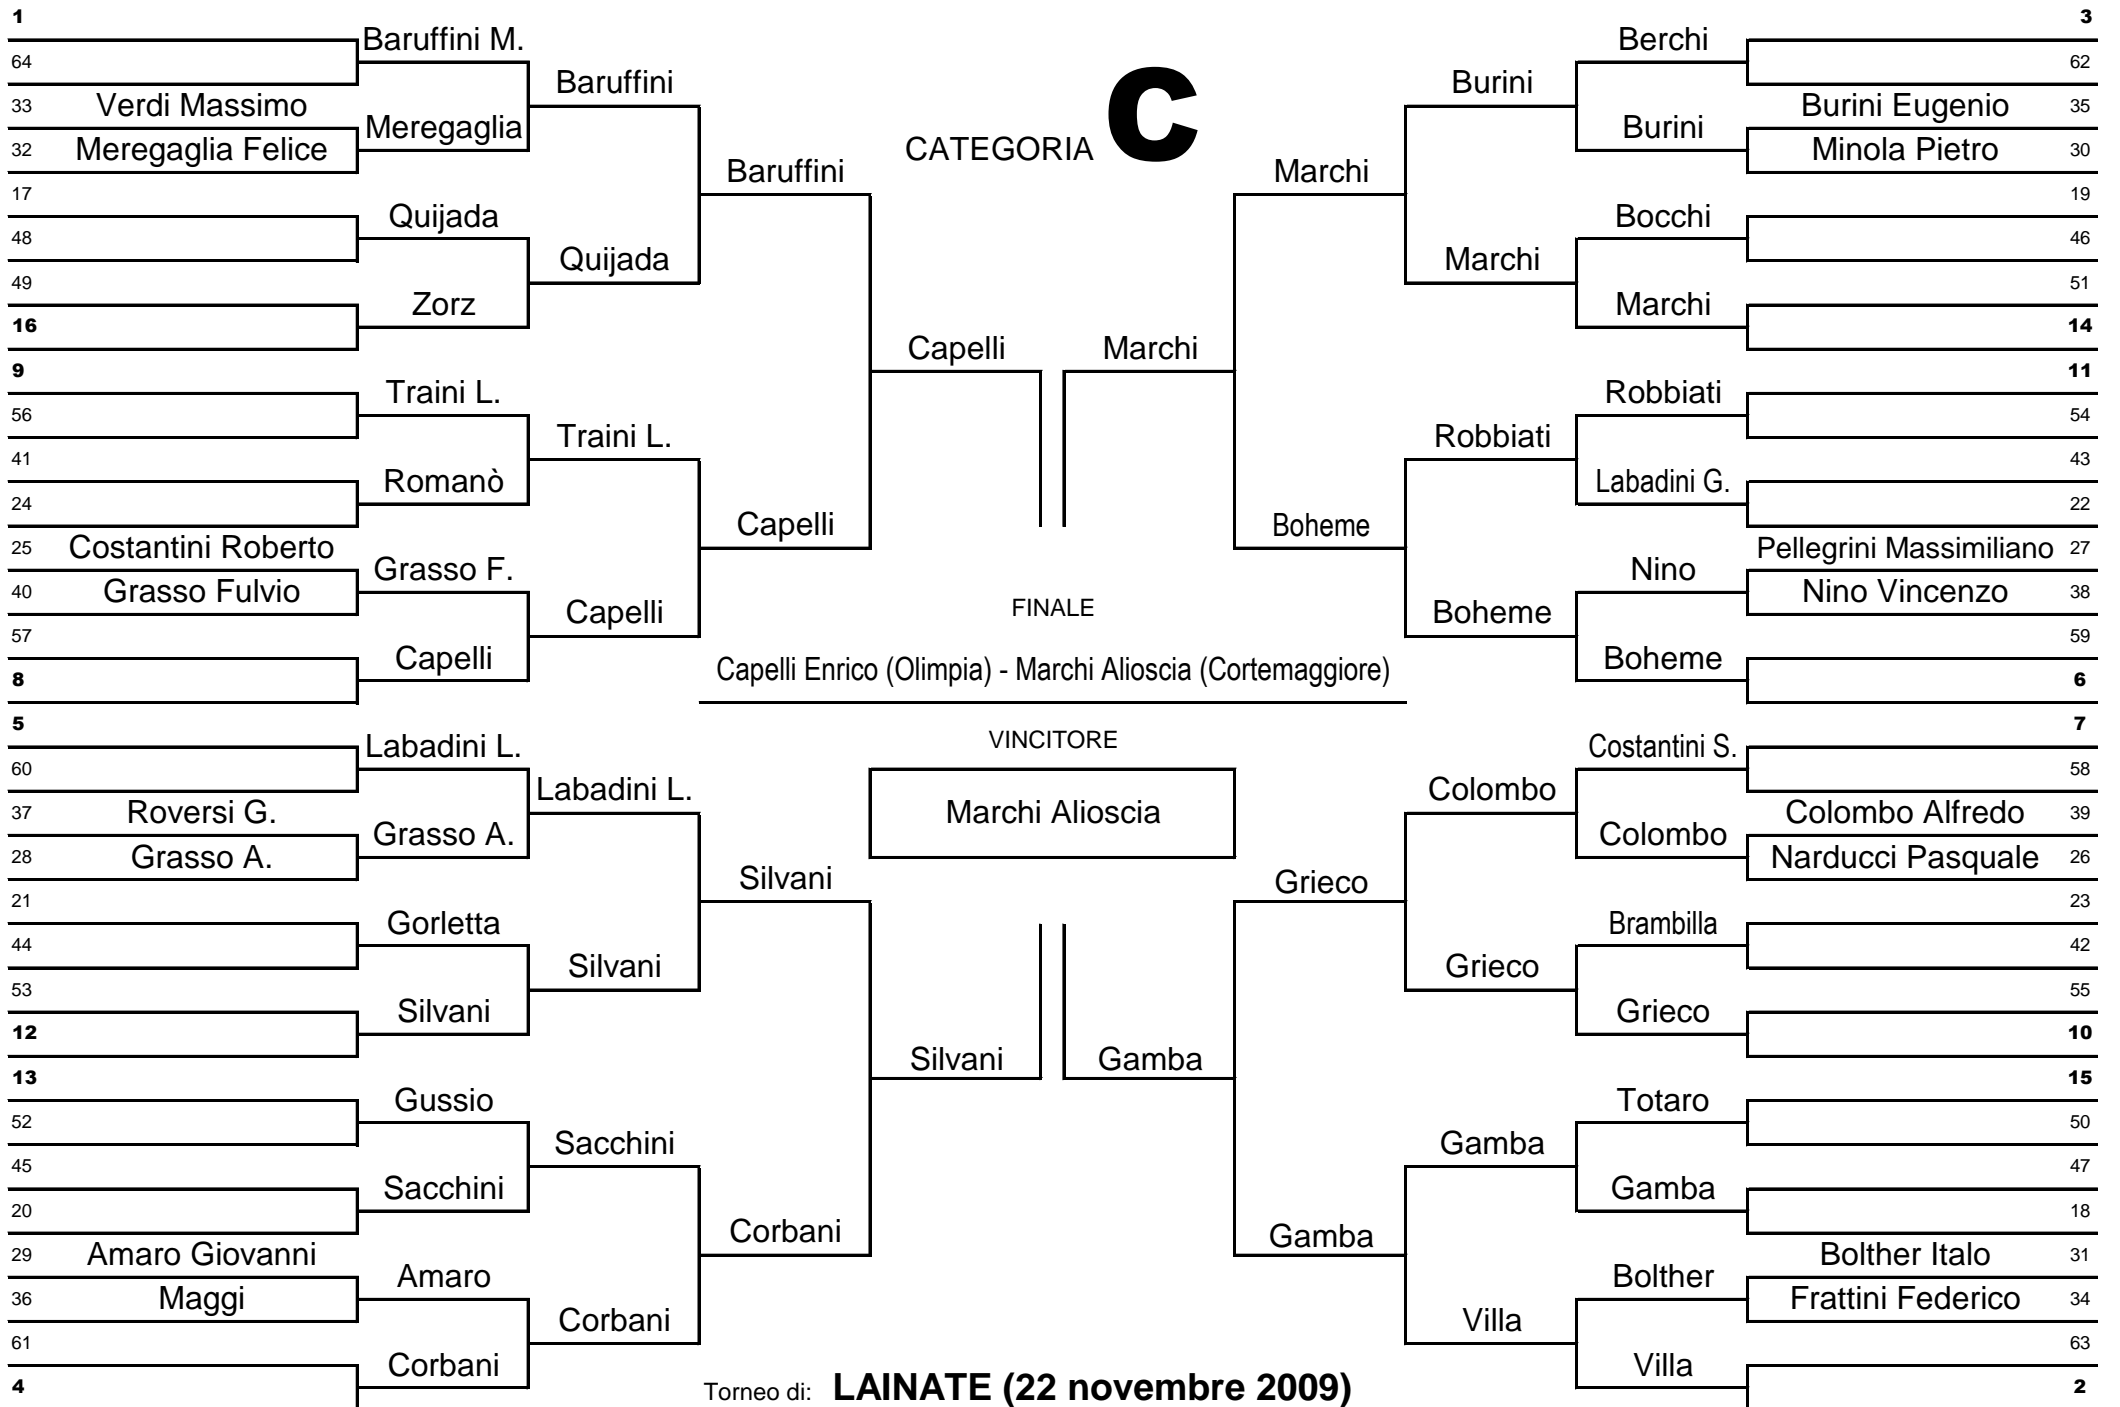 1 3
Baruffini M. Berchi
64 62
Baruffini C Burini
33 Verdi Massimo Burini Eugenio 35
Meregaglia Burini
32 Meregaglia Felice CATEGORIA Minola Pietro 30
Baruffini Marchi
17 19
Quijada Bocchi
48 46
Quijada Marchi
49 51
Zorz Marchi
16 14
Capelli Marchi
9 11
Traini L. Robbiati
56 54
Traini L. Robbiati
41 43
Romanò Labadini G.
24 22
Capelli Boheme
25 Costantini Roberto Pellegrini Massimiliano 27
Grasso F. Nino
40 Grasso Fulvio Nino Vincenzo 38
Capelli FINALE Boheme
57 59
Capelli Boheme
Capelli Enrico (Olimpia) - Marchi Alioscia (Cortemaggiore)
8 6
5 7
Labadini L. VINCITORE Costantini S.
60 58
Labadini L. Colombo
37 Roversi G. Marchi Alioscia Colombo Alfredo 39
Grasso A. Colombo
28 Grasso A. Narducci Pasquale 26
Silvani Grieco
21 23
Gorletta Brambilla
44 42
Silvani Grieco
53 55
Silvani Grieco
12 10
Silvani Gamba
13 15
Gussio Totaro
52 50
Sacchini Gamba
45 47
Sacchini Gamba
20 18
Corbani Gamba
29 Amaro Giovanni Bolther Italo 31
Amaro Bolther
36 Maggi Frattini Federico 34
Corbani Villa
61 63
Corbani Villa
4 Torneo di: LAINATE (22 novembre 2009) 2